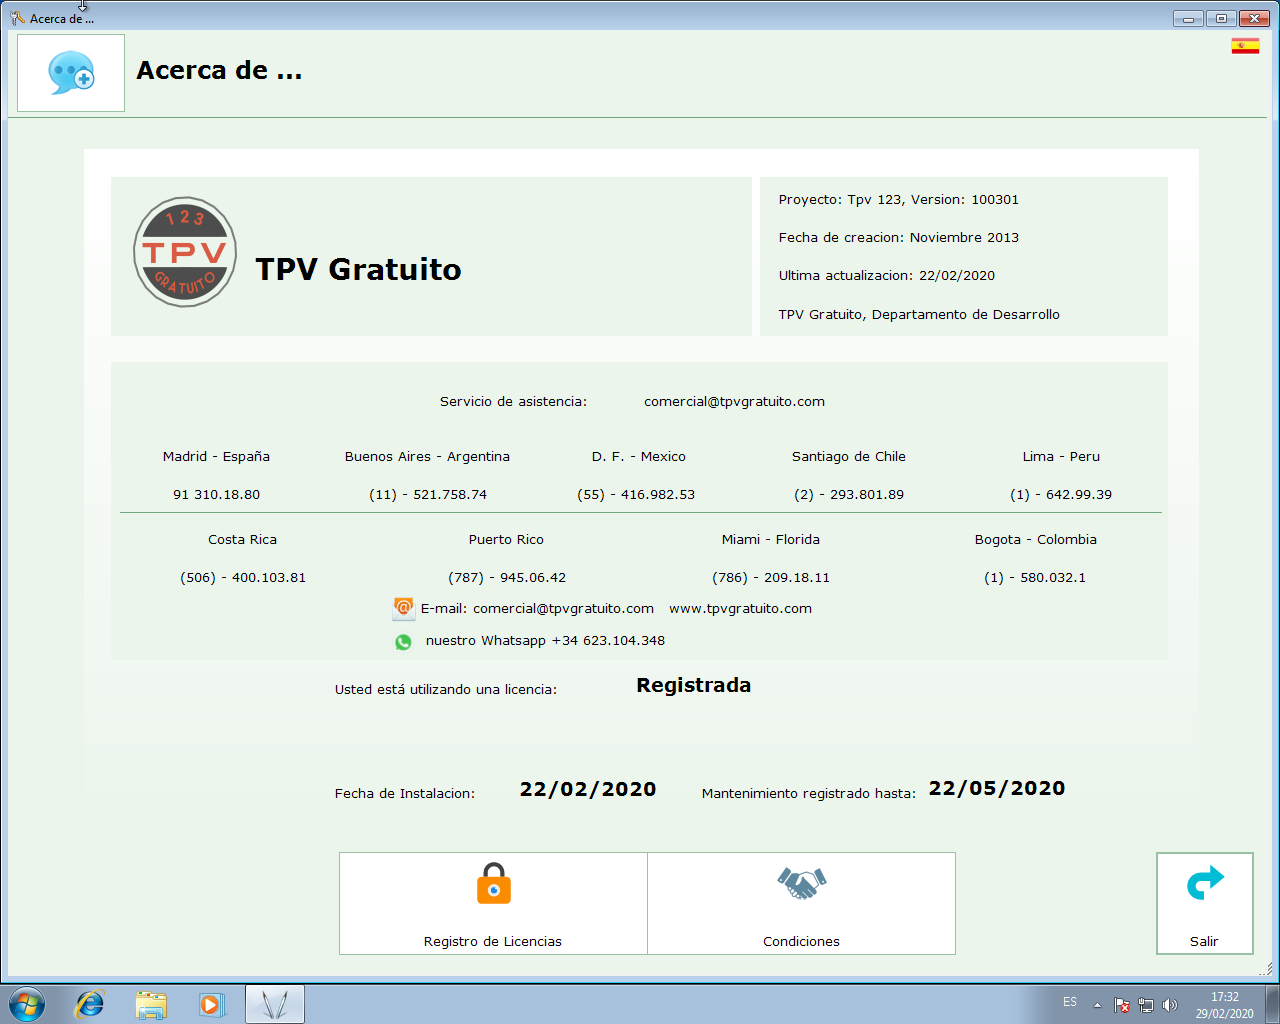 Acerca de ...
Acerca de ...
1 2 3
TPV
GRATUITO
TPV Gratuito
Proyecto: Tpv 123, Version: 100301
Fecha de creacion: Noviembre 2013
Ultima actualizacion: 22/02/2020
TPV Gratuito, Departamento de Desarrollo
Servicio de asistencia: comercial@tpvgratuito.com
Madrid - España Buenos Aires - Argentina D. F. - Mexico Santiago de Chile Lima - Peru
91 310.18.80 (11) - 521.758.74 (55) - 416.982.53 (2) - 293.801.89 (1) - 642.99.39
Costa Rica Puerto Rico Miami - Florida Bogota - Colombia
(506) - 400.103.81 (787) - 945.06.42 (786) - 209.18.11 (1) - 580.032.1
E-mail: comercial@tpvgratuito.com www.tpvgratuito.com
nuestro Whatsapp +34 623.104.348
Usted está utilizando una licencia: Registrada
Fecha de Instalacion: 22/02/2020 Mantenimiento registrado hasta: 22/05/2020
Registro de Licencias Condiciones Salir
ES 17:32
29/02/2020